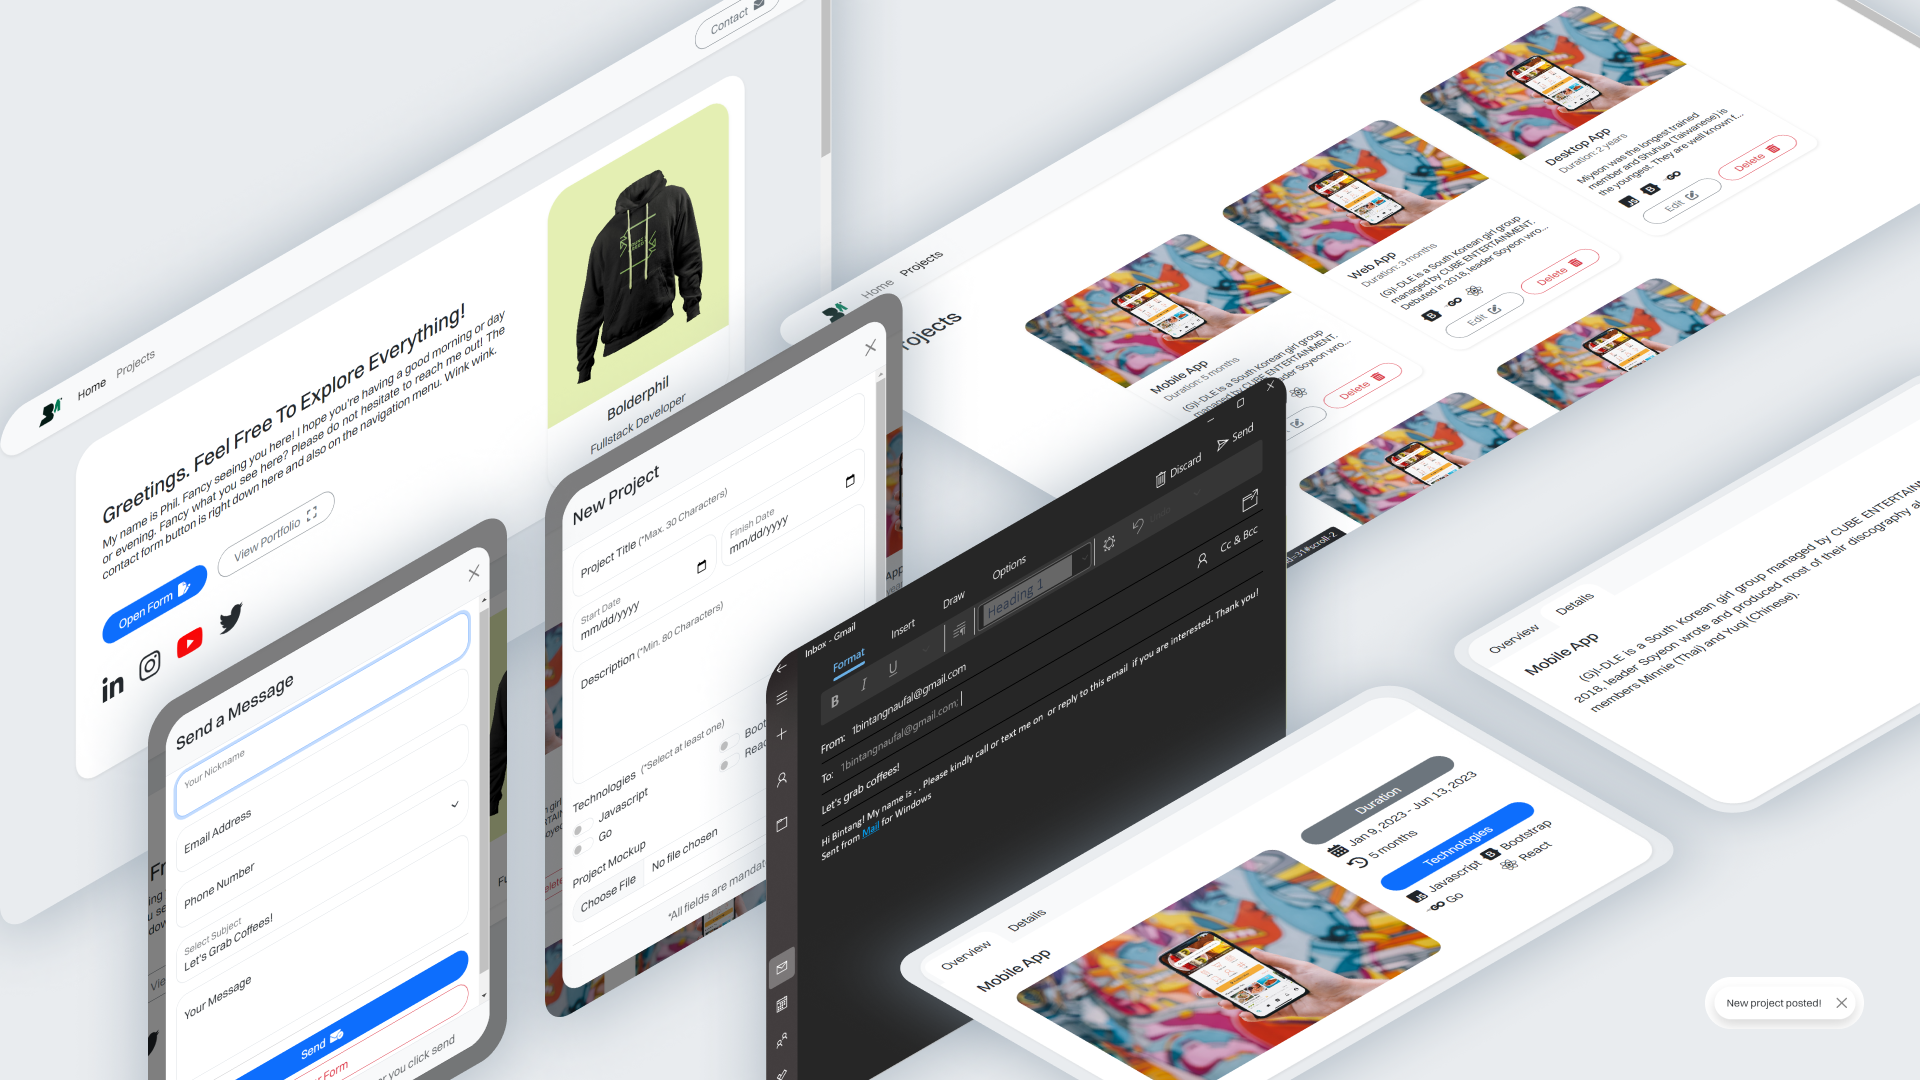 Contact
Home
Projects
Greetings. Feel Free To Explore Everything!
My name is Phil. Fancy seeing you here! I hope you're having a good morning or day
or evening. Fancy what you see here? Please do not hesitate to reach me out! The
contact form button is right down here and also on the navigation menu. Wink wink.
Open Form
View Portfolio
Bolderphil
Fullstack Developer
Home
Projects
rojects
Mobile App
Duration: 5 months
(G)I-DLE is a South Korean girl group
managed by CUBE ENTERTAINMENT.
der Soyeon wro...
Delete
Web App
Duration: 3 months
(G)I-DLE is a South Korean girl group
managed by CUBE ENTERTAINMENT.
Debuted in 2018, leader Soyeon wro...
Edit
Delete
Desktop App
Duration: 2 years
Miyeon was the longest trained
member and Shuhua (Taiwanese) is
the youngest. They are well known f...
Edit
Delete
d=31#scroll-2
Send a Message
Your Nickname
Email Address
Phone Number
Select Subject
Let's Grab Coffees!
Your Message
Send
r Form
er you click send
New Project
Project Title (*Max. 30 Characters)
Start Date
mm/dd/yyyy
Finish Date
mm/dd/yyyy
Description (*Min. 80 Characters)
Technologies (*Select at least one)
Javascript
Go
Boot
Rea
Project Mockup
Choose File
No file chosen
*All fields are mandat
Inbox - Gmail
Format
Insert
Draw
Options
Discard
Send
B
I
U
Heading 1
Undo
From: 1bintangnaufal@gmail.com
To: 1bintangnaufal@gmail.com;
Cc & Bcc
Let's grab coffees!
Hi Bintang! My name is . . Please kindly call or text me on or reply to this email if you are interested. Thank you!
Sent from Mail for Windows
Overview
Details
Mobile App
Duration
Jan 9, 2023 - Jun 13, 2023
5 months
Technologies
Javascript
Bootstrap
Go
React
Overview
Details
Mobile App
(G)I-DLE is a South Korean girl group managed by CUBE ENTERTAIN
2018, leader Soyeon wrote and produced most of their discography a
members Minnie (Thai) and Yuqi (Chinese).
New project posted!